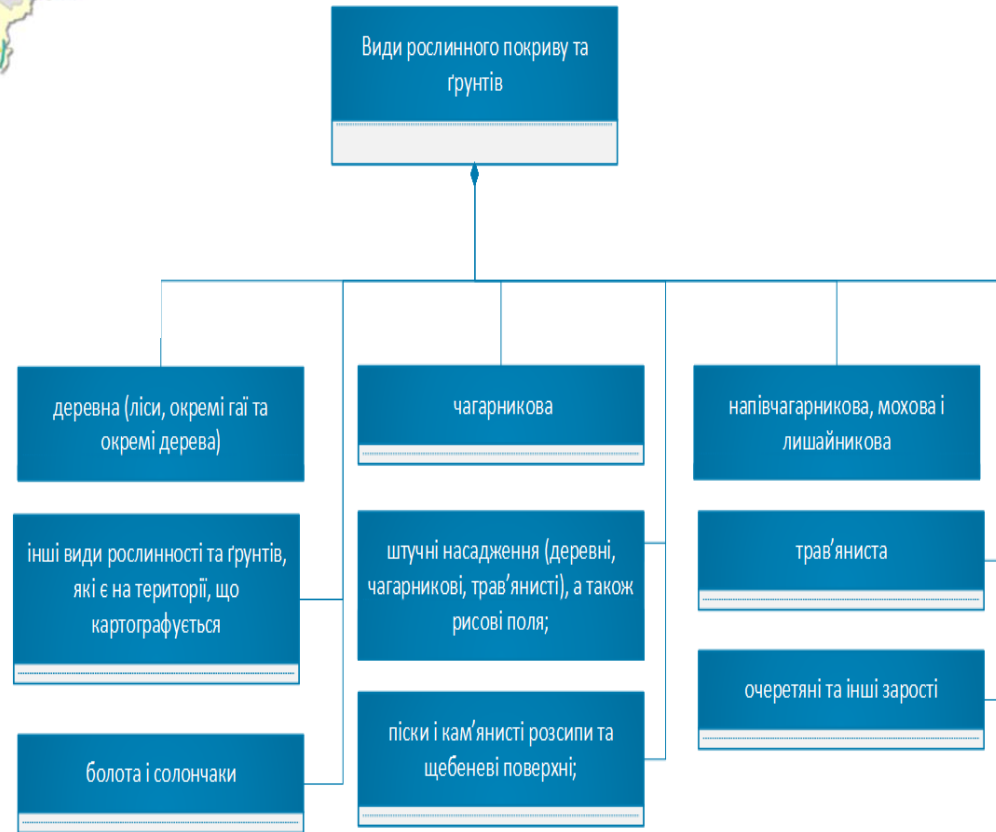 Види рослинного покриву та
ґрунтів
деревна (ліси, окремі гаї та
окремі дерева)
чагарникова
напівчагарникова, мохова і
лишайникова
інші види рослинності та ґрунтів,
які є на території, що
картографується
штучні насадження (деревні,
чагарникові, трав’янисті), а також
рисові поля;
трав’яниста
болота і солончаки
піски і кам’янисті розсипи та
щебеневі поверхні;
очеретяні та інші зарості